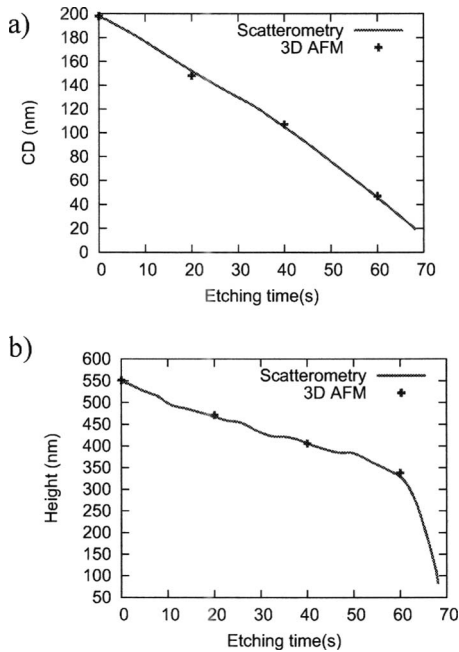 a)
200
180
160
140
120
100
80
60
40
20
0
CD (nm)
Scatterometry
3D AFM
0 10 20 30 40 50 60 70
Etching time(s)
b)
600
550
500
450
400
350
300
250
200
150
100
50
Height (nm)
Scatterometry
3D AFM
0 10 20 30 40 50 60 70
Etching time(s)